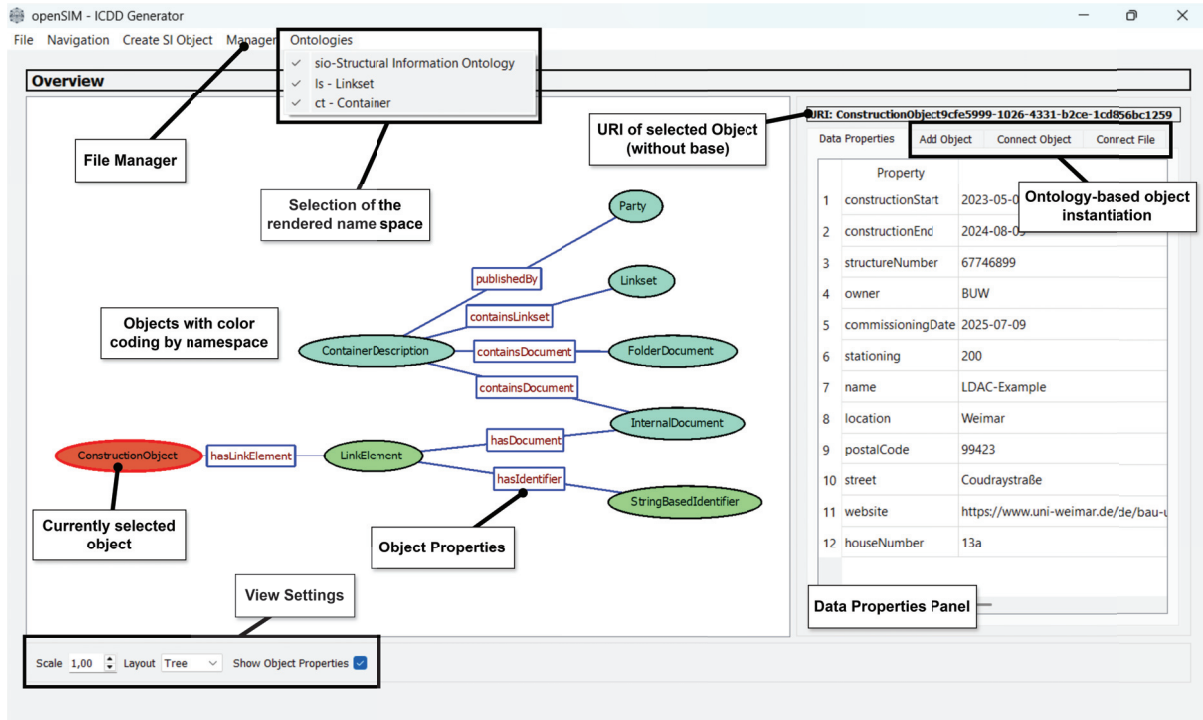 openSIM - ICDD Generator
File Navigation Create SI Object Manager Ontologies
sio-Structural Information Ontology
ls - Linkset
ct - Container
Overview
File Manager
Selection of the
rendered name space
URI of selected Object
(without base)
URI: ConstructionObject9cfe5999-1026-4331-b2ce-1cd856bc1259
Data Properties Add Object Connect Object Connect File
Ontology-based object
instantiation
Property
1 constructionStart 2023-05-0
2 constructionEnd 2024-08-09
3 structureNumber 67746899
4 owner BUW
5 commissioningDate 2025-07-09
6 stationing 200
7 name LDAC-Example
8 location Weimar
9 postalCode 99423
10 street Coudraystraße
11 website https://www.uni-weimar.de/de/bau-u
12 houseNumber 13a
Data Properties Panel
Objects with color
coding by namespace
Party
publishedBy
Linkset
containsLinkset
ContainerDescription
containsDocument
FolderDocument
containsDocument
InternalDocument
hasDocument
ConstructionObject
hasLinkElement
LinkElement
hasIdentifier
StringBasedIdentifier
Currently selected
object
Object Properties
View Settings
Scale 1,00 Layout Tree Show Object Properties